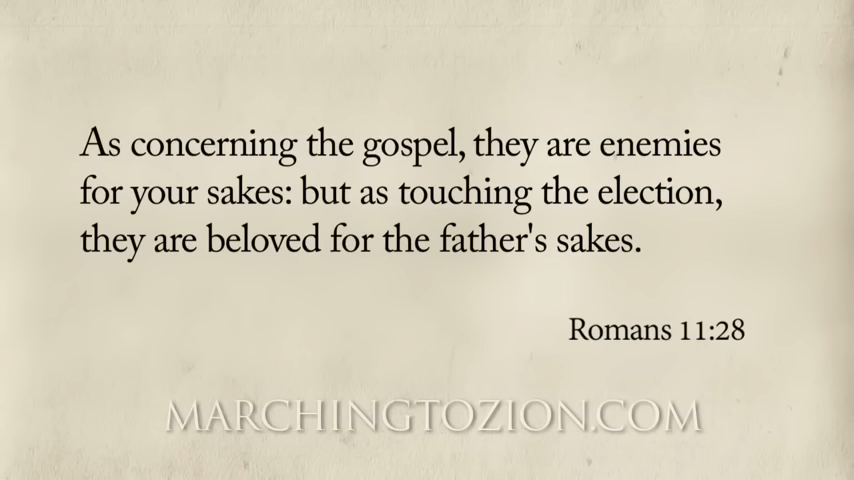 As concerning the gospel, they are enemies
for your sakes: but as touching the election,
they are beloved for the father's sakes.
Romans 11:28
MARCHINGTOZION.COM